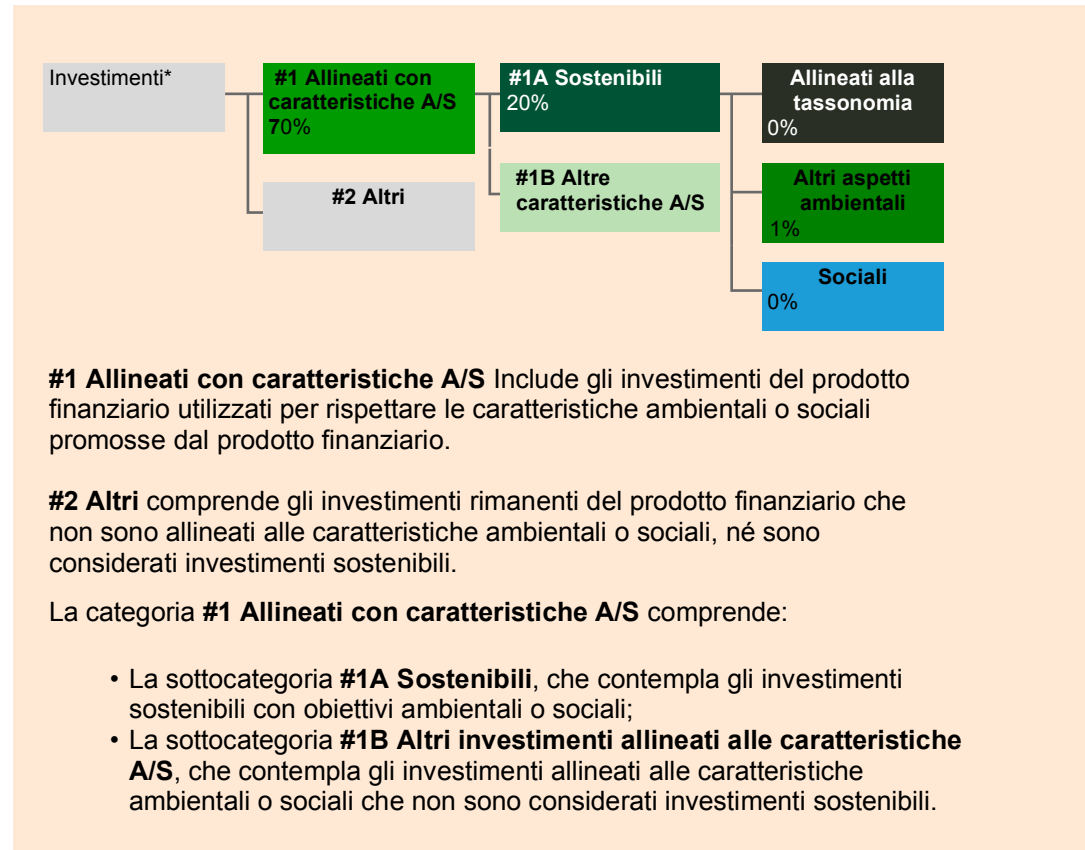 Investimenti*
#1 Allineati con
caratteristiche A/S
70%
#2 Altri
#1A Sostenibili
20%
#1B Altre
caratteristiche A/S
Allineati alla
tassonomia
0%
Altri aspetti
ambientali
1%
Sociali
0%
#1 Allineati con caratteristiche A/S Include gli investimenti del prodotto
finanziario utilizzati per rispettare le caratteristiche ambientali o sociali
promosse dal prodotto finanziario.
#2 Altri comprende gli investimenti rimanenti del prodotto finanziario che
non sono allineati alle caratteristiche ambientali o sociali, né sono
considerati investimenti sostenibili.
La categoria #1 Allineati con caratteristiche A/S comprende:
• La sottocategoria #1A Sostenibili, che contempla gli investimenti
sostenibili con obiettivi ambientali o sociali;
• La sottocategoria #1B Altri investimenti allineati alle caratteristiche
A/S, che contempla gli investimenti allineati alle caratteristiche
ambientali o sociali che non sono considerati investimenti sostenibili.